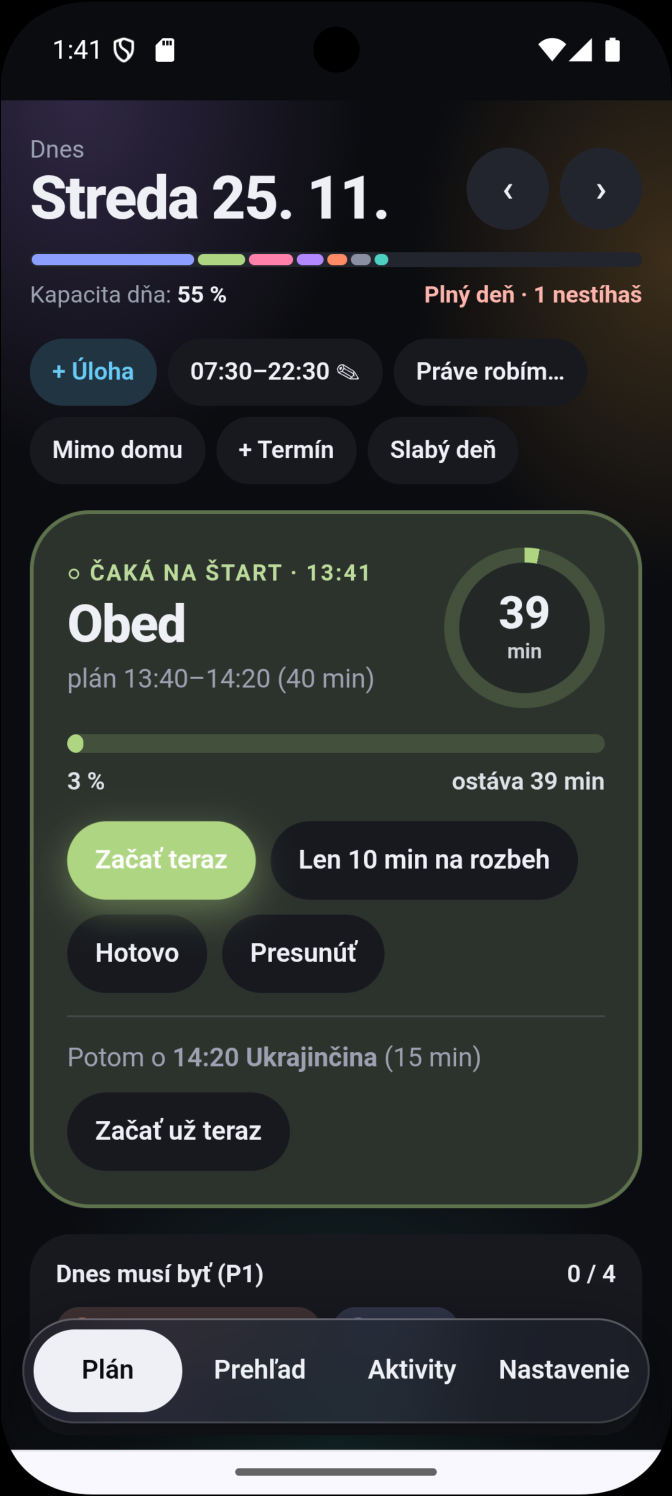 1:41
Dnes
Streda 25. 11.
‹ ›
Kapacita dňa: 55 % Plný deň · 1 nestíhaš
+ Úloha 07:30–22:30 ✎ Práve robím…
Mimo domu + Termín Slabý deň
○ ČAKÁ NA ŠTART · 13:41
Obed
plán 13:40–14:20 (40 min)
39
min
3 % ostáva 39 min
Začať teraz Len 10 min na rozbeh
Hotovo Presunúť
Potom o 14:20 Ukrajinčina (15 min)
Začať už teraz
Dnes musí byť (P1) 0 / 4
Plán Prehľad Aktivity Nastavenie